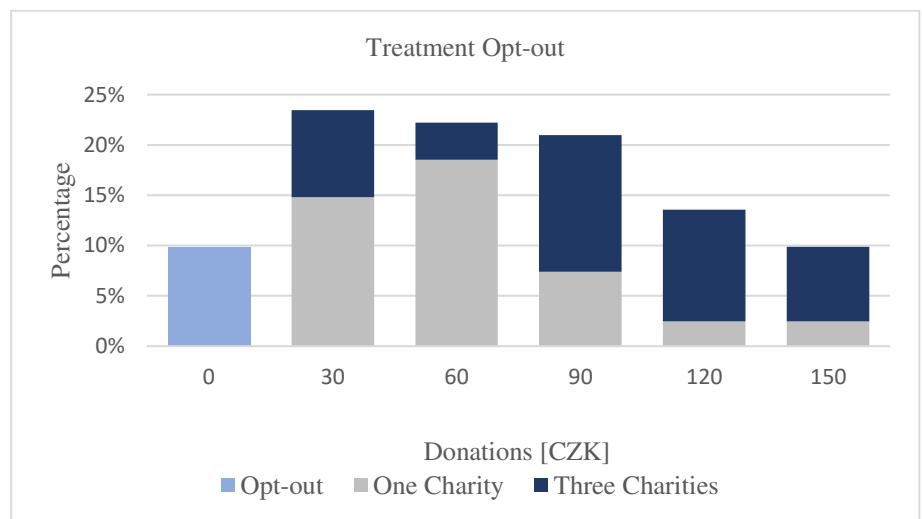 Treatment Opt-out
25%
20%
15%
10%
5%
0%
Percentage
0 30 60 90 120 150
Donations [CZK]
Opt-out One Charity Three Charities